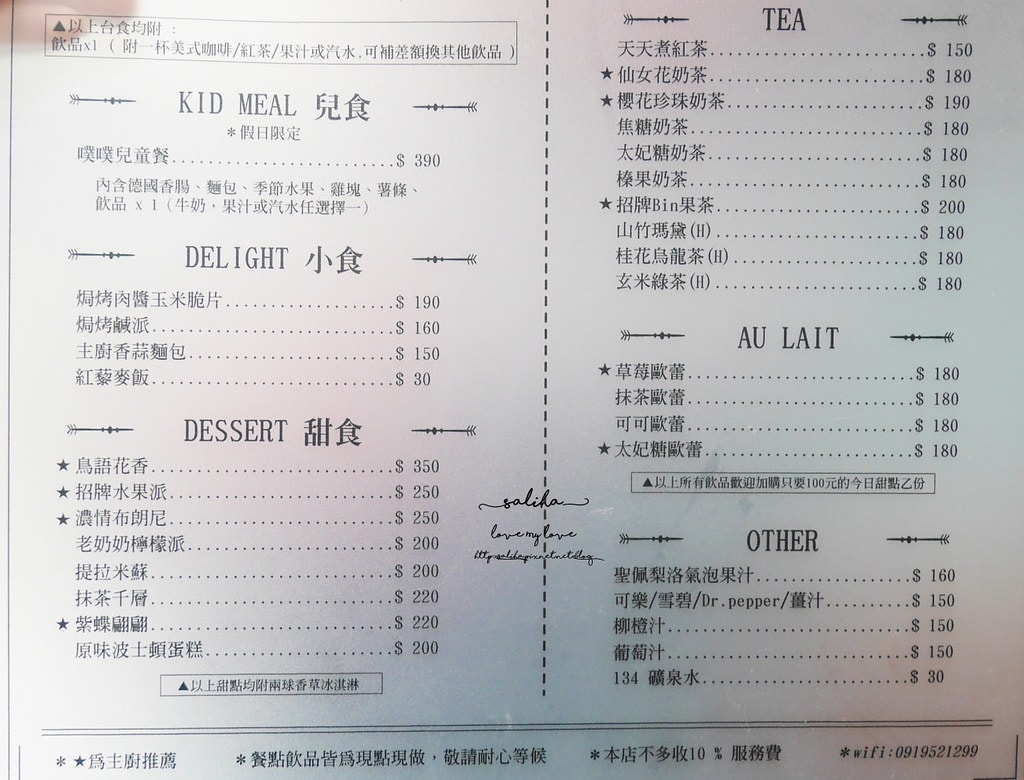 ▲以上台食均附：
飲品x1 ( 附一杯美式咖啡/紅茶/果汁或汽水,可補差額換其他飲品 )
KID MEAL 兒食
＊假日限定
噗噗兒童餐........................$ 390
內含德國香腸、麵包、季節水果、雞塊、薯條、
飲品 x 1 (牛奶，果汁或汽水任選擇一)
DELIGHT 小食
焗烤肉醬玉米脆片..................$ 190
焗烤鹹派..........................$ 160
主廚香蒜麵包......................$ 150
紅藜麥飯..........................$ 30
DESSERT 甜食
★鳥語花香..........................$ 350
★招牌水果派........................$ 250
★濃情布朗尼........................$ 250
老奶奶檸檬派......................$ 200
提拉米蘇..........................$ 200
抹茶千層..........................$ 220
★紫蝶翩翩..........................$ 220
原味波士頓蛋糕....................$ 200
▲以上甜點均附兩球香草冰淇淋
TEA
天天煮紅茶........................$ 150
★仙女花奶茶........................$ 180
★櫻花珍珠奶茶......................$ 190
焦糖奶茶..........................$ 180
太妃糖奶茶........................$ 180
榛果奶茶..........................$ 180
★招牌Bin果茶.......................$ 200
山竹瑪黛(H).......................$ 180
桂花烏龍茶(H).....................$ 180
玄米綠茶(H).......................$ 180
AU LAIT
★草莓歐蕾..........................$ 180
抹茶歐蕾..........................$ 180
可可歐蕾..........................$ 180
★太妃糖歐蕾........................$ 180
▲以上所有飲品歡迎加購只要100元的今日甜點乙份
saliha
love my love
OTHER
聖佩梨洛氣泡果汁..................$ 160
可樂/雪碧/Dr.pepper/薑汁..........$ 150
柳橙汁............................$ 150
葡萄汁............................$ 150
134 礦泉水........................$ 30
＊★爲主廚推薦
＊餐點飲品皆爲現點現做，敬請耐心等候
＊本店不多收10 % 服務費
＊wifi:0919521299